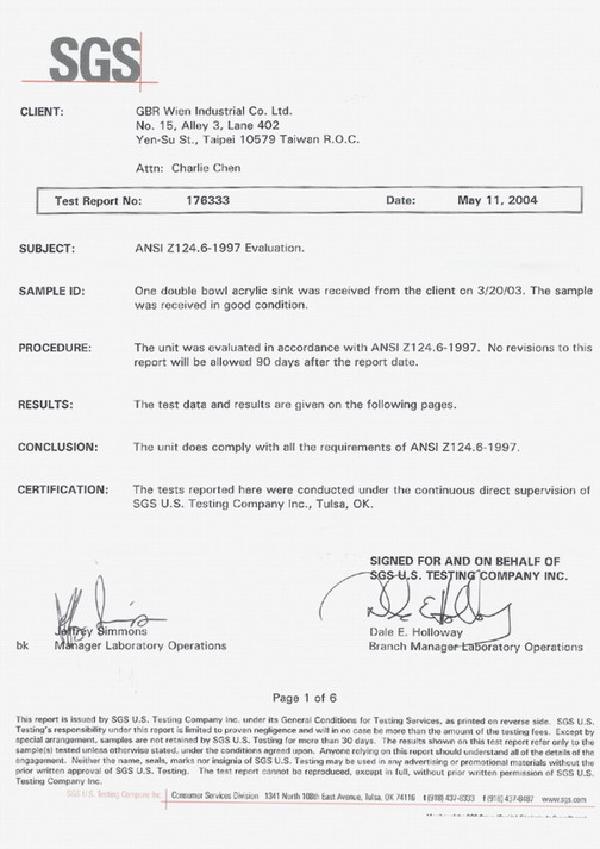 SGS
CLIENT: GBR Wien Industrial Co. Ltd.
No. 15, Alley 3, Lane 402
Yen-Su St., Taipei 10579 Taiwan R.O.C.
Attn: Charlie Chen
Test Report No: 176333 Date: May 11, 2004
SUBJECT: ANSI Z124.6-1997 Evaluation.
SAMPLE ID: One double bowl acrylic sink was received from the client on 3/20/03. The sample
was received in good condition.
PROCEDURE: The unit was evaluated in accordance with ANSI Z124.6-1997. No revisions to this
report will be allowed 90 days after the report date.
RESULTS: The test data and results are given on the following pages.
CONCLUSION: The unit does comply with all the requirements of ANSI Z124.6-1997.
CERTIFICATION: The tests reported here were conducted under the continuous direct supervision of
SGS U.S. Testing Company Inc., Tulsa, OK.
SIGNED FOR AND ON BEHALF OF
SGS U.S. TESTING COMPANY INC.
Jeffrey Simmons
bk Manager Laboratory Operations
Dale E. Holloway
Branch Manager Laboratory Operations
Page 1 of 6
This report is issued by SGS U.S. Testing Company Inc. under its General Conditions for Testing Services, as printed on reverse side. SGS U.S.
Testing's responsibility under this report is limited to proven negligence and will in no case be more than the amount of the testing fees. Except by
special arrangement, samples are not retained by SGS U.S. Testing for more than 30 days. The results shown on this test report refer only to the
sample(s) tested unless otherwise stated, under the conditions agreed upon. Anyone relying on this report should understand all of the details of the
engagement. Neither the name, seals, marks nor insignia of SGS U.S. Testing may be used in any advertising or promotional materials without the
prior written approval of SGS U.S. Testing. The test report cannot be reproduced, except in full, without prior written permission of SGS U.S.
Testing Company Inc.
SGS U.S. Testing Company Inc. Consumer Services Division 1341 North 108th East Avenue, Tulsa, OK 74116 t (918) 437-8333 f (918) 437-8487 www.sgs.com